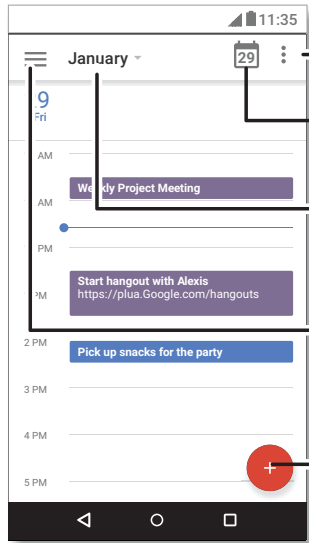 11:35
January
29
9
Fri
AM
Weekly Project Meeting
AM
PM
Start hangout with Alexis
https://plua.Google.com/hangouts
PM
2 PM
Pick up snacks for the party
3 PM
4 PM
+
5 PM